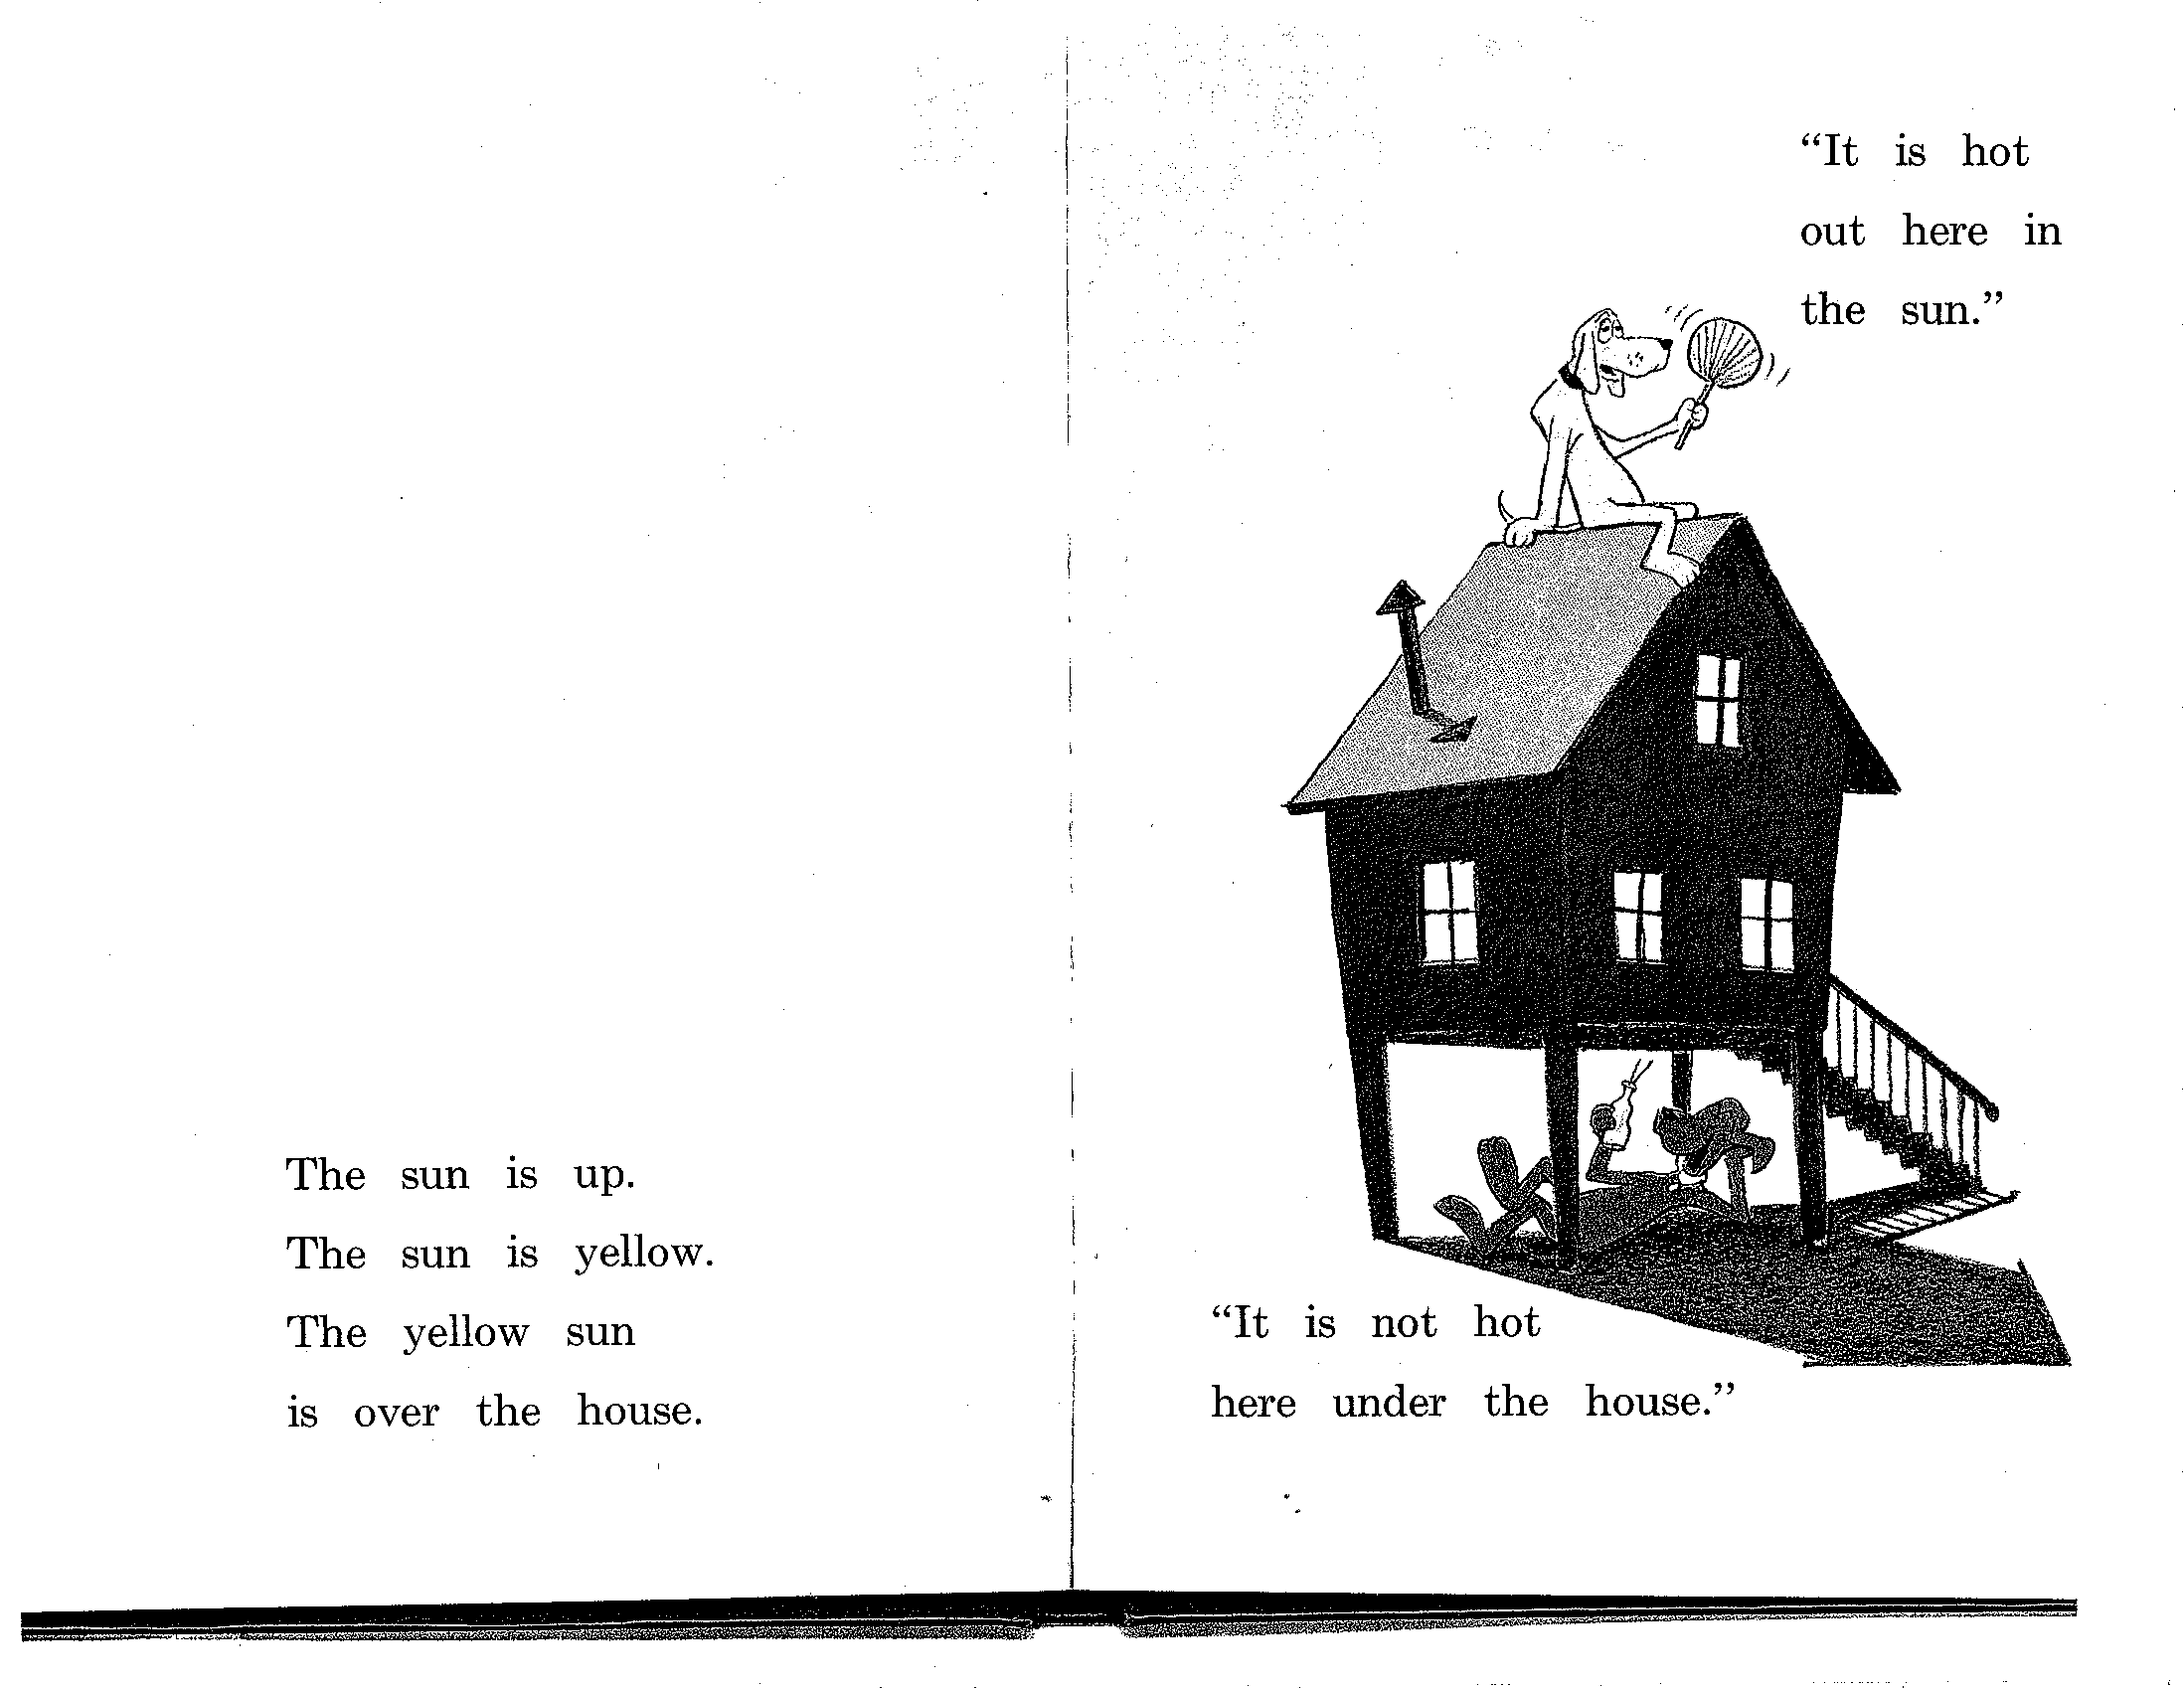 The sun is up.
The sun is yellow.
The yellow sun
is over the house.
“It is hot
out here in
the sun.”
“It is not hot
here under the house.”